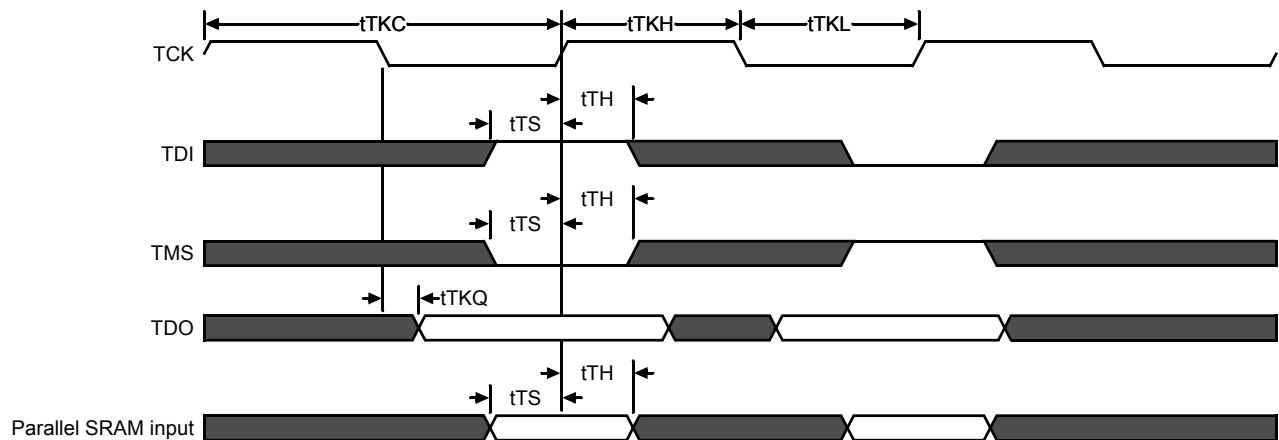 tTKC tTKH tTKL
TCK
tTH
tTS
TDI
tTH
tTS
TMS
tTKQ
TDO
tTH
tTS
Parallel SRAM input